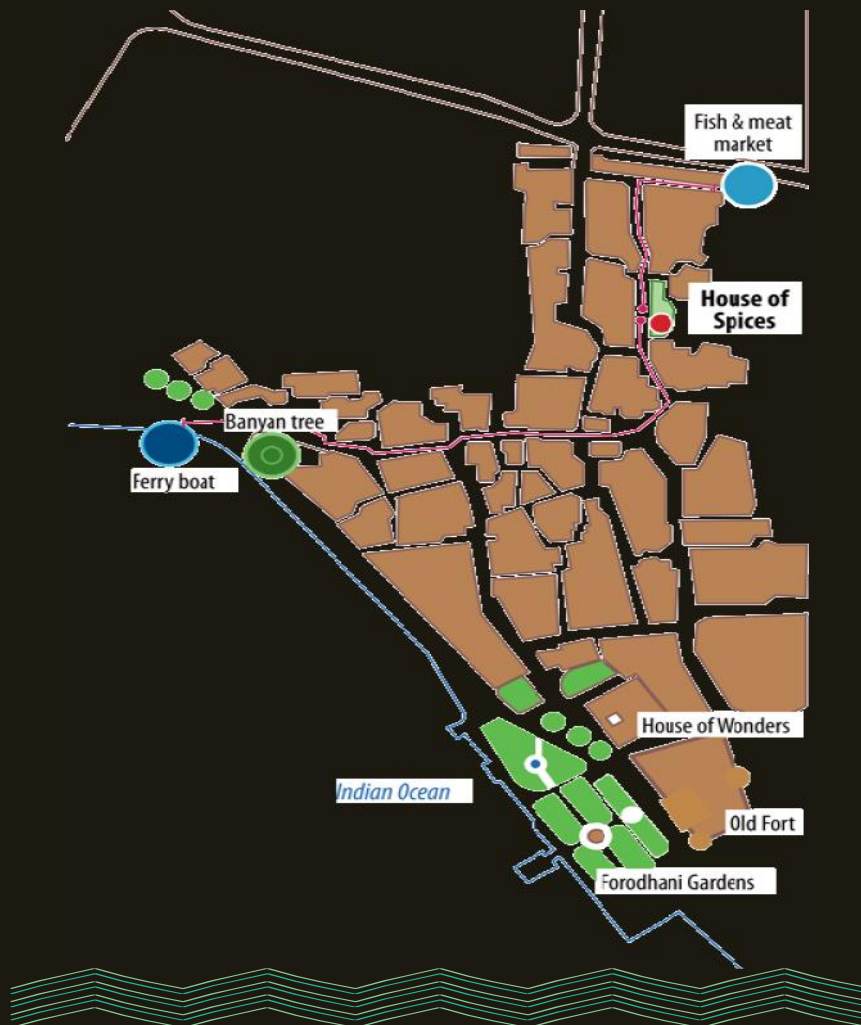 Fish & meat
market
House of
Spices
Banyan tree
Ferry boat
House of Wonders
Indian Ocean
Old Fort
Forodhani Gardens